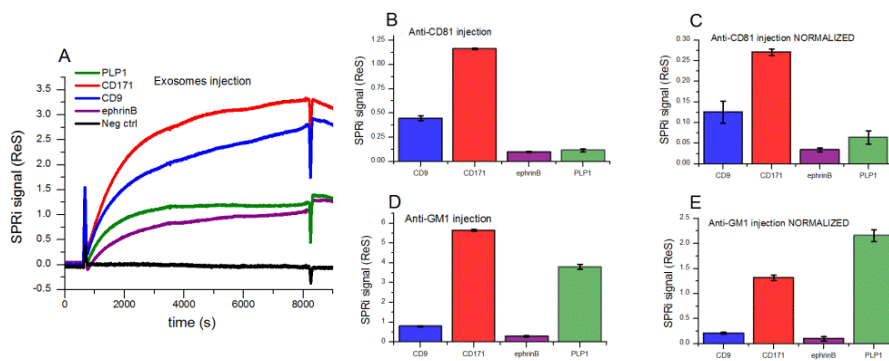 A
Exosomes injection
PLP1
CD171
CD9
ephrinB
Neg ctrl
SPRi signal (ReS)
3.5
3.0
2.5
2.0
1.5
1.0
0.5
0.0
-0.5
0 2000 4000 6000 8000
time (s)
B
Anti-CD81 injection
SPRi signal (ReS)
1.25
1.00
0.75
0.50
0.25
0.00
CD9 CD171 ephrinB PLP1
C
Anti-CD81 injection NORMALIZED
SPRi signal (ReS)
0.30
0.25
0.20
0.15
0.10
0.05
0.00
CD9 CD171 ephrinB PLP1
D
Anti-GM1 injection
SPRi signal (ReS)
6
5
4
3
2
1
0
CD9 CD171 ephrinB PLP1
E
Anti-GM1 injection NORMALIZED
SPRi signal (ReS)
2.5
2.0
1.5
1.0
0.5
0.0
CD9 CD171 ephrinB PLP1